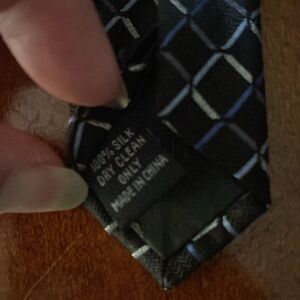 100% SILK
DRY CLEAN
ONLY
MADE IN CHINA